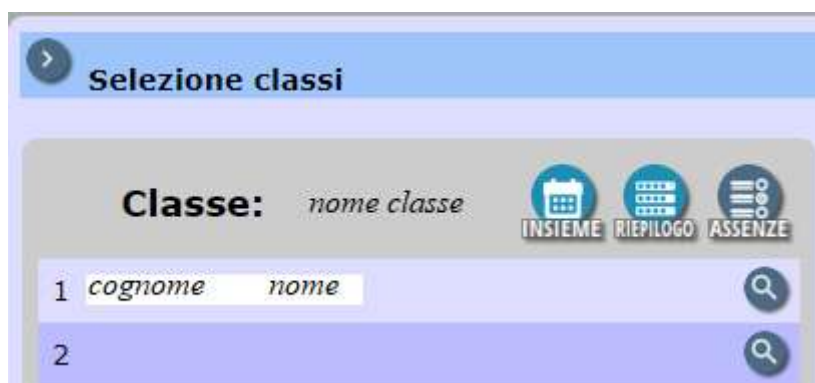 Selezione classi
Classe: nome classe
INSIEME RIEPILOGO ASSENZE
1 cognome nome
2